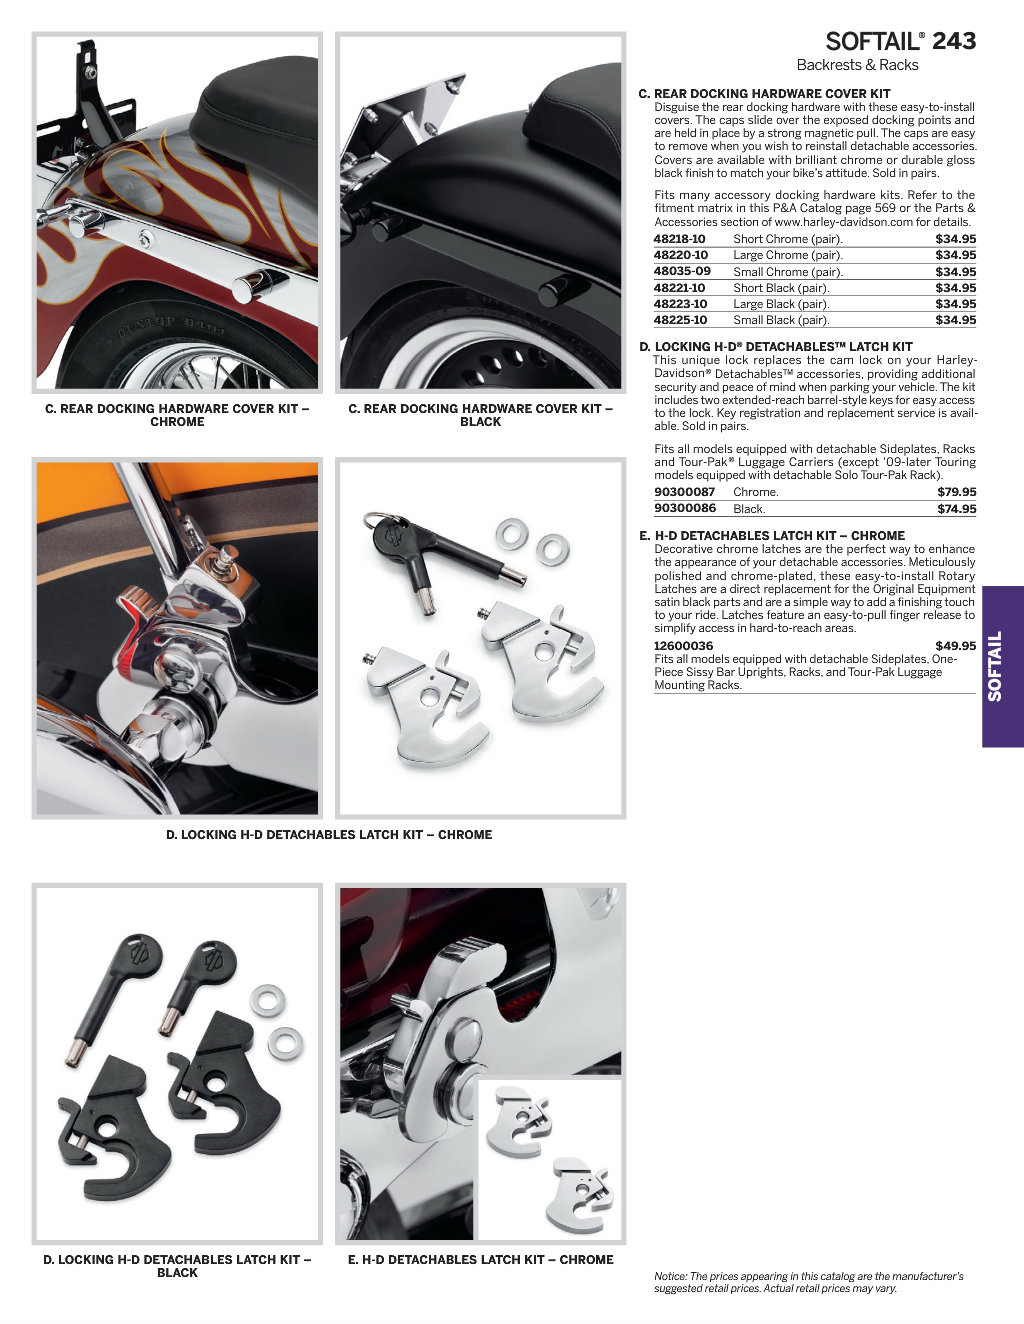 SOFTAIL® 243
Backrests & Racks
C. REAR DOCKING HARDWARE COVER KIT
Disguise the rear docking hardware with these easy-to-install
covers. The caps slide over the exposed docking points and
are held in place by a strong magnetic pull. The caps are easy
to remove when you wish to reinstall detachable accessories.
Covers are available with brilliant chrome or durable gloss
black finish to match your bike's attitude. Sold in pairs.
Fits many accessory docking hardware kits. Refer to the
fitment matrix in this P&A Catalog page 569 or the Parts &
Accessories section of www.harley-davidson.com for details.
48218-10 Short Chrome (pair). $34.95
48220-10 Large Chrome (pair). $34.95
48035-09 Small Chrome (pair). $34.95
48221-10 Short Black (pair). $34.95
48223-10 Large Black (pair). $34.95
48225-10 Small Black (pair). $34.95
D. LOCKING H-D® DETACHABLES™ LATCH KIT
This unique lock replaces the cam lock on your Harley-
Davidson® Detachables™ accessories, providing additional
security and peace of mind when parking your vehicle. The kit
includes two extended-reach barrel-style keys for easy access
to the lock. Key registration and replacement service is avail-
able. Sold in pairs.
Fits all models equipped with detachable Sideplates, Racks
and Tour-Pak® Luggage Carriers (except '09-later Touring
models equipped with detachable Solo Tour-Pak Rack).
90300087 Chrome. $79.95
90300086 Black. $74.95
E. H-D DETACHABLES LATCH KIT – CHROME
Decorative chrome latches are the perfect way to enhance
the appearance of your detachable accessories. Meticulously
polished and chrome-plated, these easy-to-install Rotary
Latches are a direct replacement for the Original Equipment
satin black parts and are a simple way to add a finishing touch
to your ride. Latches feature an easy-to-pull finger release to
simplify access in hard-to-reach areas.
12600036 $49.95
Fits all models equipped with detachable Sideplates, One-
Piece Sissy Bar Uprights, Racks, and Tour-Pak Luggage
Mounting Racks.
SOFTAIL
DUNLOP D401
C. REAR DOCKING HARDWARE COVER KIT –
CHROME
C. REAR DOCKING HARDWARE COVER KIT –
BLACK
D. LOCKING H-D DETACHABLES LATCH KIT – CHROME
D. LOCKING H-D DETACHABLES LATCH KIT –
BLACK
E. H-D DETACHABLES LATCH KIT – CHROME
Notice: The prices appearing in this catalog are the manufacturer's
suggested retail prices. Actual retail prices may vary.